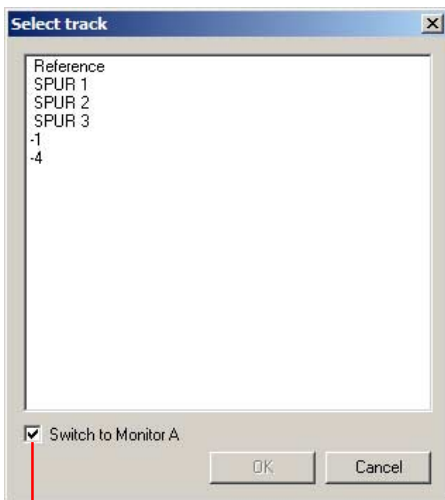 Select track
Reference
SPUR 1
SPUR 2
SPUR 3
-1
-4
Switch to Monitor A
OK
Cancel